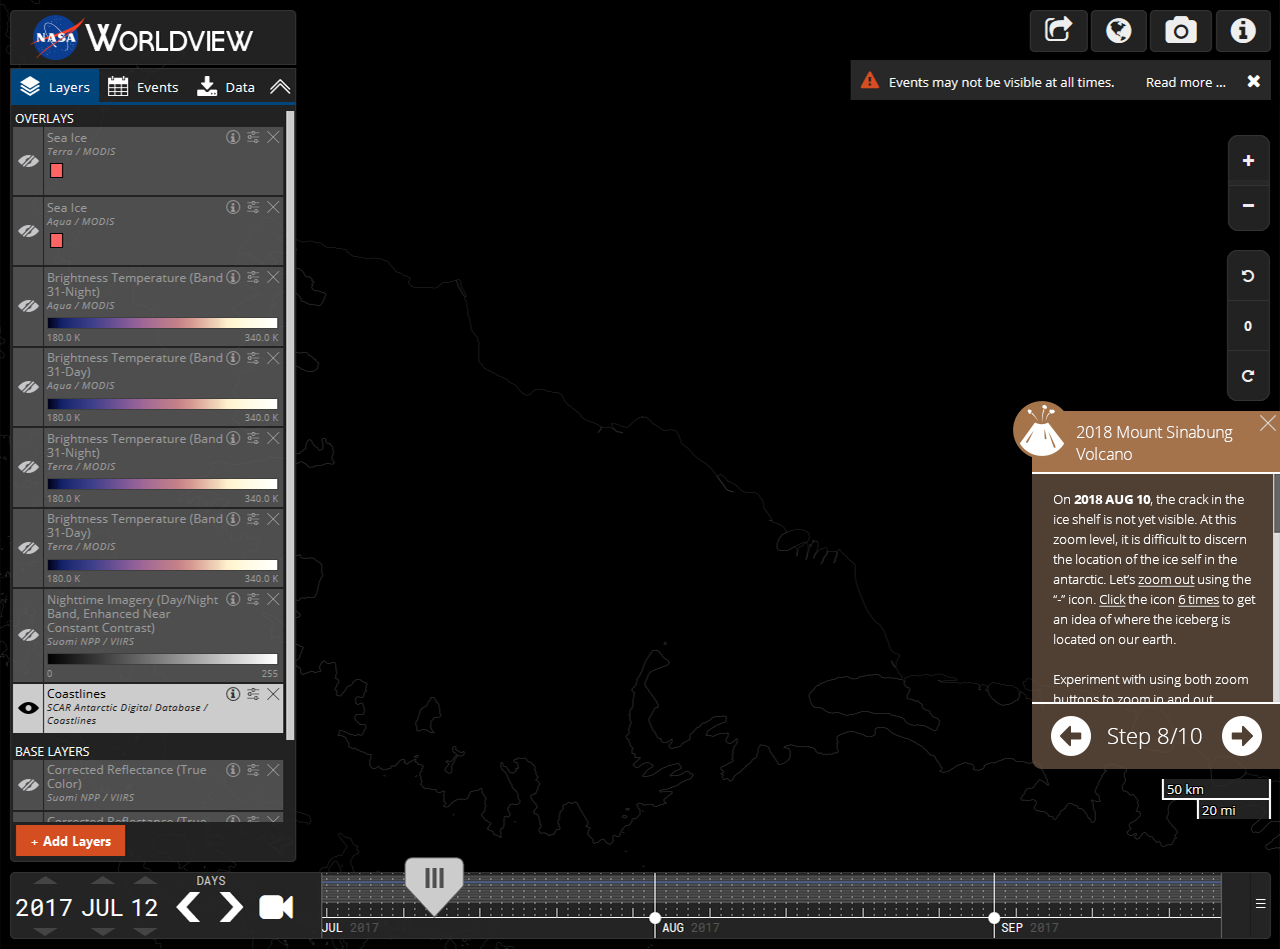 NASA WORLDVIEW
Layers Events Data
OVERLAYS
Sea Ice
Terra / MODIS
Sea Ice
Aqua / MODIS
Brightness Temperature (Band
31-Night)
Aqua / MODIS
180.0 K 340.0 K
Brightness Temperature (Band
31-Day)
Aqua / MODIS
180.0 K 340.0 K
Brightness Temperature (Band
31-Night)
Terra / MODIS
180.0 K 340.0 K
Brightness Temperature (Band
31-Day)
Terra / MODIS
180.0 K 340.0 K
Nighttime Imagery (Day/Night
Band, Enhanced Near
Constant Contrast)
Suomi NPP / VIIRS
0 255
Coastlines
SCAR Antarctic Digital Database /
Coastlines
BASE LAYERS
Corrected Reflectance (True
Color)
Suomi NPP / VIIRS
Corrected Reflectance (True
+ Add Layers
Events may not be visible at all times. Read more ...
+
−
0
2018 Mount Sinabung
Volcano
On 2018 AUG 10, the crack in the
ice shelf is not yet visible. At this
zoom level, it is difficult to discern
the location of the ice self in the
antarctic. Let's zoom out using the
“-” icon. Click the icon 6 times to get
an idea of where the iceberg is
located on our earth.
Experiment with using both zoom
buttons to zoom in and out
Step 8/10
50 km
20 mi
DAYS
2017 JUL 12
JUL 2017 AUG 2017 SEP 2017